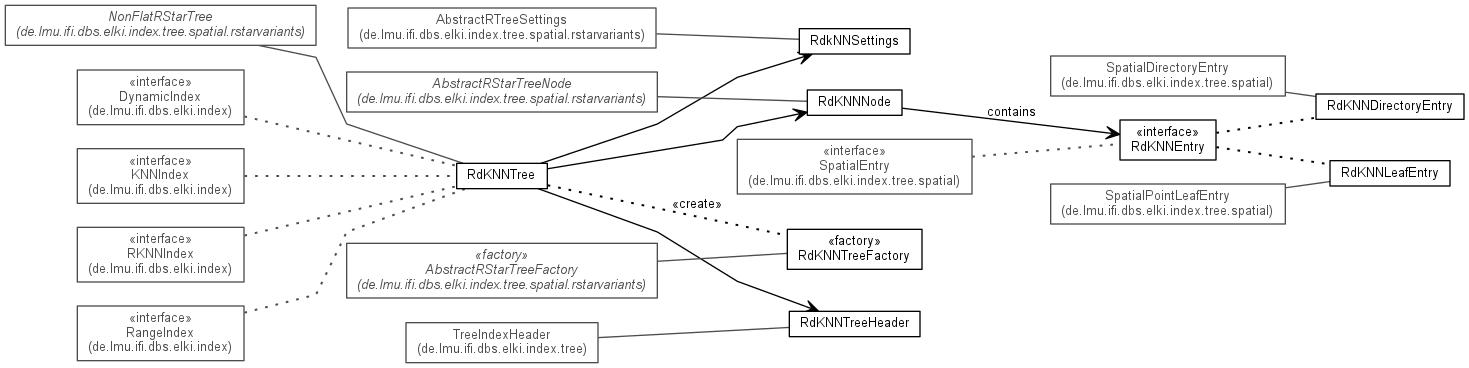 NonFlatRStarTree
(de.lmu.ifi.dbs.elki.index.tree.spatial.rstarvariants)
«interface»
DynamicIndex
(de.lmu.ifi.dbs.elki.index)
«interface»
KNNIndex
(de.lmu.ifi.dbs.elki.index)
«interface»
RKNNIndex
(de.lmu.ifi.dbs.elki.index)
«interface»
RangeIndex
(de.lmu.ifi.dbs.elki.index)
AbstractRTreeSettings
(de.lmu.ifi.dbs.elki.index.tree.spatial.rstarvariants)
AbstractRStarTreeNode
(de.lmu.ifi.dbs.elki.index.tree.spatial.rstarvariants)
RdKNNTree
«factory»
AbstractRStarTreeFactory
(de.lmu.ifi.dbs.elki.index.tree.spatial.rstarvariants)
TreeIndexHeader
(de.lmu.ifi.dbs.elki.index.tree)
«create»
RdkNNSettings
RdKNNNode
«interface»
SpatialEntry
(de.lmu.ifi.dbs.elki.index.tree.spatial)
«factory»
RdKNNTreeFactory
RdKNNTreeHeader
contains
SpatialDirectoryEntry
(de.lmu.ifi.dbs.elki.index.tree.spatial)
«interface»
RdKNNEntry
SpatialPointLeafEntry
(de.lmu.ifi.dbs.elki.index.tree.spatial)
RdKNNDirectoryEntry
RdKNNLeafEntry